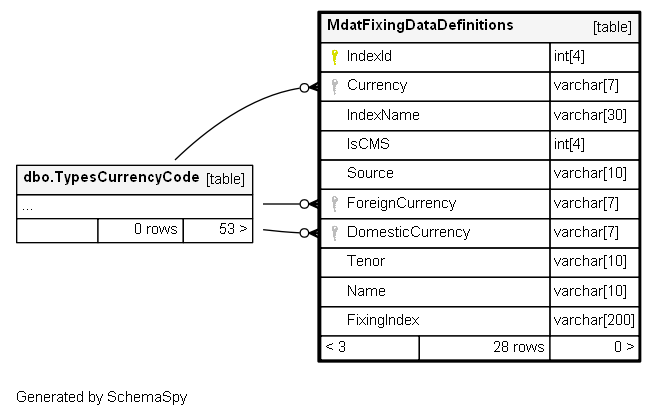 MdatFixingDataDefinitions [table]
IndexId int[4]
Currency varchar[7]
IndexName varchar[30]
IsCMS int[4]
Source varchar[10]
ForeignCurrency varchar[7]
DomesticCurrency varchar[7]
Tenor varchar[10]
Name varchar[10]
FixingIndex varchar[200]
< 3 28 rows 0 >
dbo.TypesCurrencyCode [table]
...
0 rows 53 >
Generated by SchemaSpy